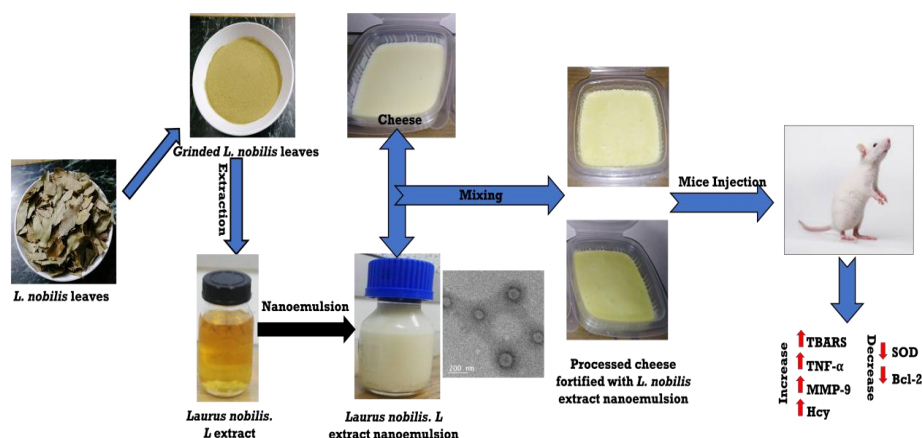 L. nobilis leaves
Grinded L. nobilis leaves
Extraction
Laurus nobilis.
L extract
Nanoemulsion
Cheese
Mixing
Laurus nobilis. L
extract nanoemulsion
200 nm
Processed cheese
fortified with L. nobilis
extract nanoemulsion
Mice Injection
Increase
TBARS
TNF-α
MMP-9
Hcy
Decrease
SOD
Bcl-2